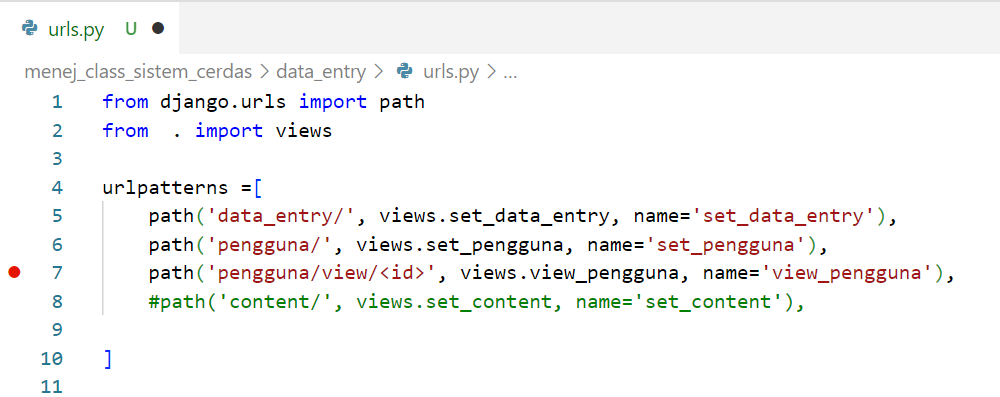 urls.py U
menej_class_sistem_cerdas > data_entry > urls.py > ...
1 from django.urls import path
2 from  . import views
3
4 urlpatterns =[
5     path('data_entry/', views.set_data_entry, name='set_data_entry'),
6     path('pengguna/', views.set_pengguna, name='set_pengguna'),
7     path('pengguna/view/<id>', views.view_pengguna, name='view_pengguna'),
8     #path('content/', views.set_content, name='set_content'),
9
10 ]
11